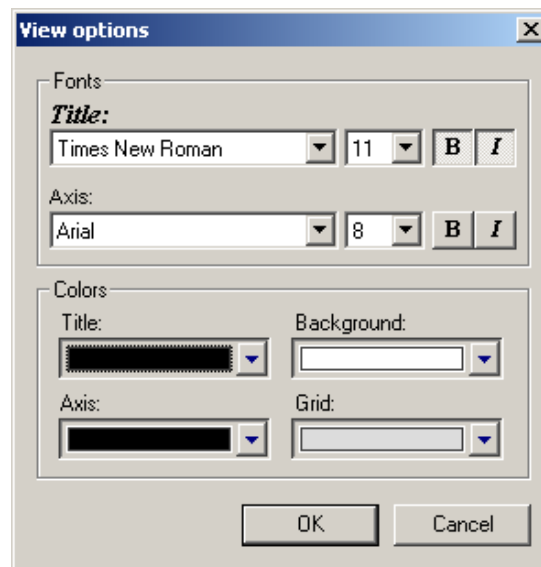 View options
Fonts
Title:
Times New Roman 11 B I
Axis:
Arial 8 B I
Colors
Title: Background:
Axis: Grid:
OK Cancel